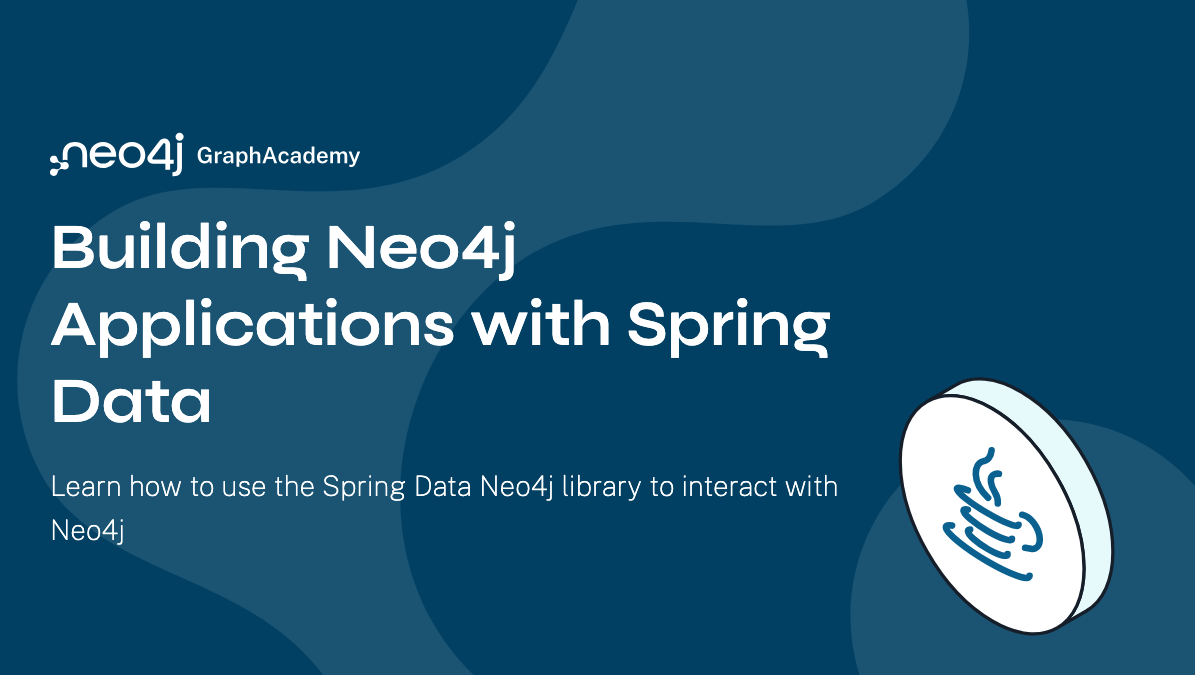 neo4j GraphAcademy
Building Neo4j
Applications with Spring
Data
Learn how to use the Spring Data Neo4j library to interact with
Neo4j